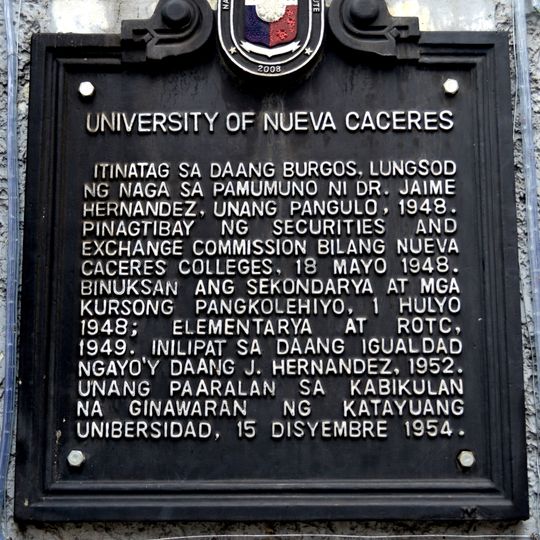 2008
UNIVERSITY OF NUEVA CACERES
ITINATAG SA DAANG BURGOS, LUNGSOD
NG NAGA SA PAMUMUNO NI DR. JAIME
HERNANDEZ, UNANG PANGULO, 1948.
PINAGTIBAY NG SECURITIES AND
EXCHANGE COMMISSION BILANG NUEVA
CACERES COLLEGES, 18 MAYO 1948.
BINUKSAN ANG SEKONDARYA AT MGA
KURSONG PANGKOLEHIYO, 1 HULYO
1948; ELEMENTARYA AT ROTC,
1949. INILIPAT SA DAANG IGUALDAD
NGAYO'Y DAANG J. HERNANDEZ, 1952.
UNANG PAARALAN SA KABIKULAN
NA GINAWARAN NG KATAYUANG
UNIBERSIDAD, 15 DISYEMBRE 1954.